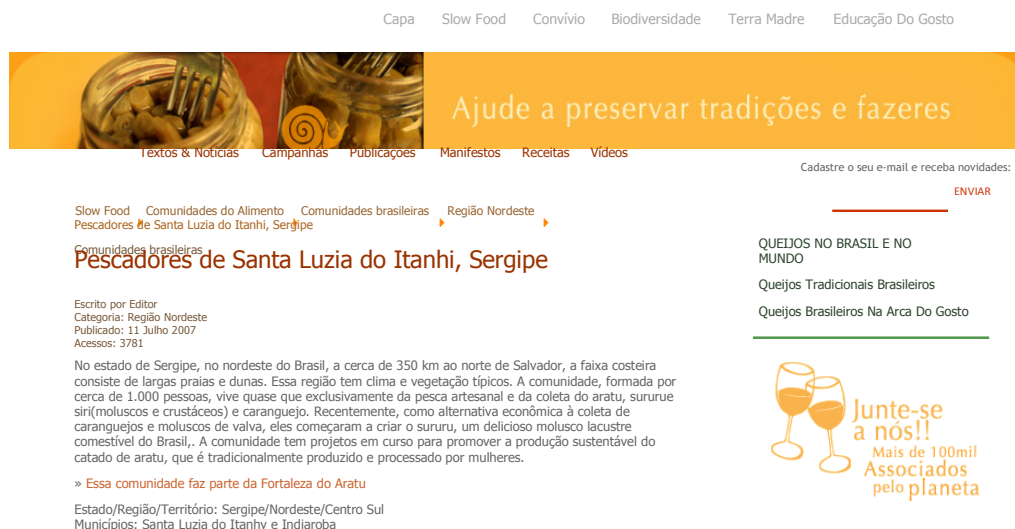 Capa Slow Food Convívio Biodiversidade Terra Madre Educação Do Gosto
Ajude a preservar tradições e fazeres
Textos & Notícias Campanhas Publicações Manifestos Receitas Vídeos
Cadastre o seu e-mail e receba novidades:
ENVIAR
Slow Food Comunidades do Alimento Comunidades brasileiras Região Nordeste
Pescadores de Santa Luzia do Itanhi, Sergipe
Comunidades brasileiras
Pescadores de Santa Luzia do Itanhi, Sergipe
Escrito por Editor
Categoria: Região Nordeste
Publicado: 11 Julho 2007
Acessos: 3781
No estado de Sergipe, no nordeste do Brasil, a cerca de 350 km ao norte de Salvador, a faixa costeira
consiste de largas praias e dunas. Essa região tem clima e vegetação típicos. A comunidade, formada por
cerca de 1.000 pessoas, vive quase que exclusivamente da pesca artesanal e da coleta do aratu, sururue
siri(moluscos e crustáceos) e caranguejo. Recentemente, como alternativa econômica à coleta de
caranguejos e moluscos de valva, eles começaram a criar o sururu, um delicioso molusco lacustre
comestível do Brasil,. A comunidade tem projetos em curso para promover a produção sustentável do
catado de aratu, que é tradicionalmente produzido e processado por mulheres.
» Essa comunidade faz parte da Fortaleza do Aratu
Estado/Região/Território: Sergipe/Nordeste/Centro Sul
Municípios: Santa Luzia do Itanhy e Indiaroba
QUEIJOS NO BRASIL E NO
MUNDO
Queijos Tradicionais Brasileiros
Queijos Brasileiros Na Arca Do Gosto
Junte-se
a nós!!
Mais de 100mil
Associados
pelo planeta